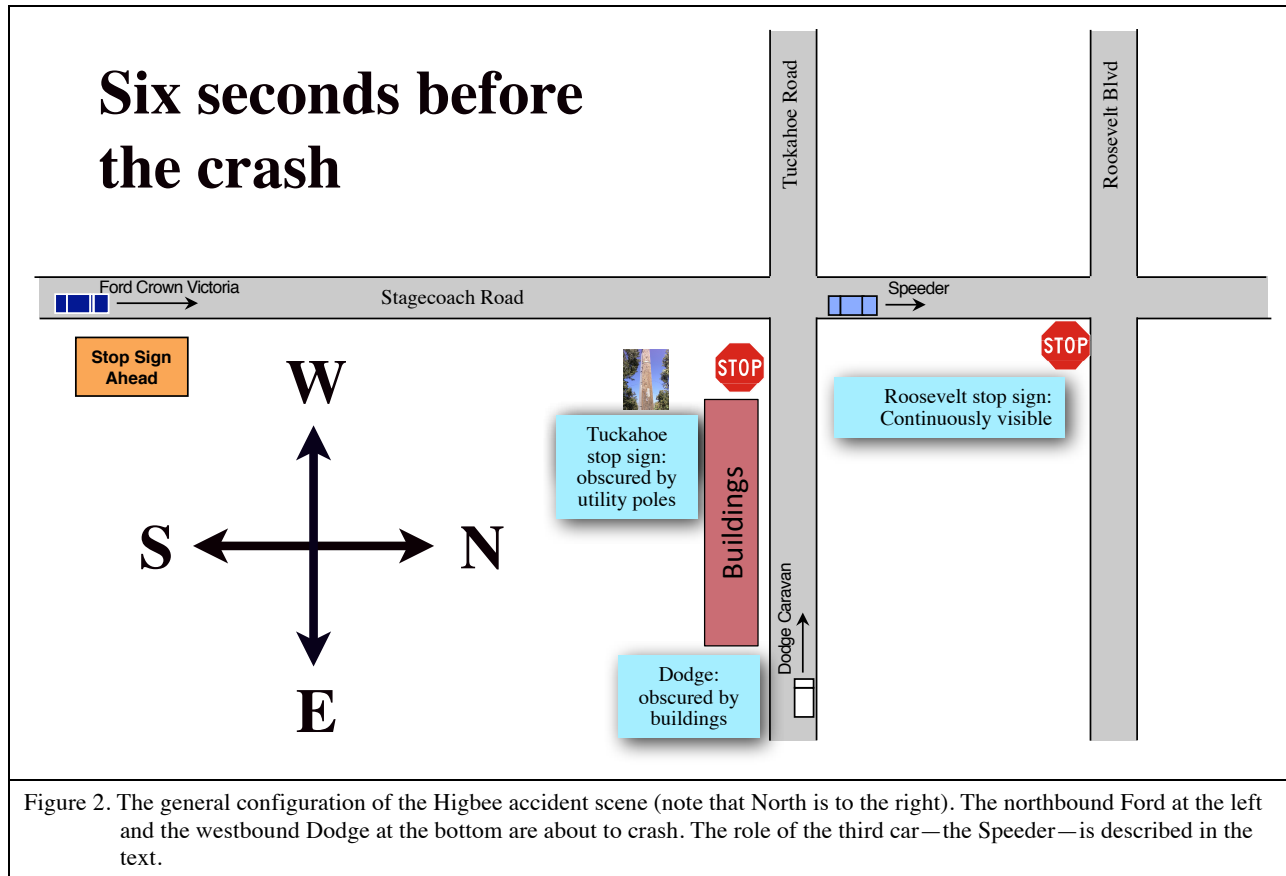 Six seconds before
the crash
Tuckahoe Road
Roosevelt Blvd
Ford Crown Victoria
Stagecoach Road
Speeder
Stop Sign
Ahead
W
S
N
E
STOP
STOP
Tuckahoe
stop sign:
obscured by
utility poles
Buildings
Roosevelt stop sign:
Continuously visible
Dodge Caravan
Dodge:
obscured by
buildings
Figure 2. The general configuration of the Higbee accident scene (note that North is to the right). The northbound Ford at the left
and the westbound Dodge at the bottom are about to crash. The role of the third car—the Speeder—is described in the
text.